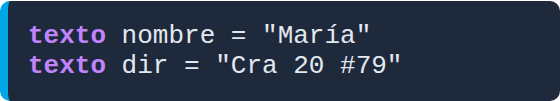 texto nombre = "María"
texto dir = "Cra 20 #79"